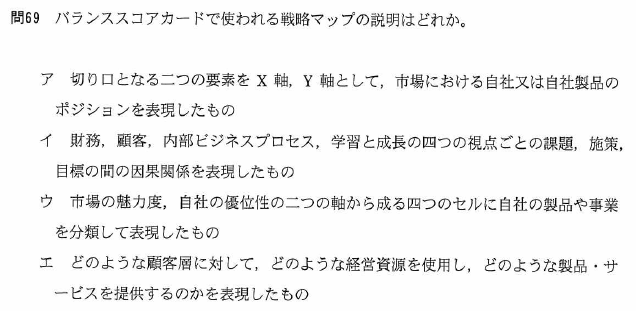 問69 バランススコアカードで使われる戦略マップの説明はどれか。
ア 切り口となる二つの要素を X 軸，Y 軸として，市場における自社又は自社製品の
ポジションを表現したもの
イ 財務，顧客，内部ビジネスプロセス，学習と成長の四つの視点ごとの課題，施策，
目標の間の因果関係を表現したもの
ウ 市場の魅力度，自社の優位性の二つの軸から成る四つのセルに自社の製品や事業
を分類して表現したもの
エ どのような顧客層に対して，どのような経営資源を使用し，どのような製品・サ
ービスを提供するのかを表現したもの